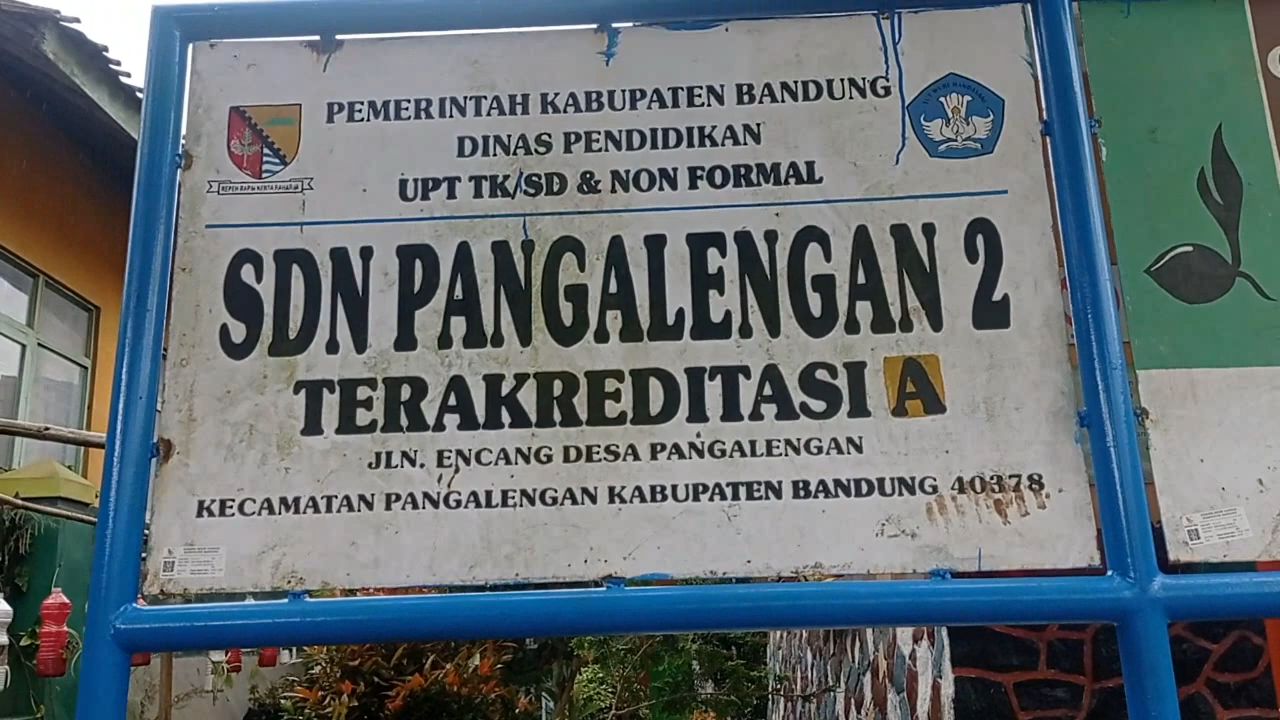 PEMERINTAH KABUPATEN BANDUNG
DINAS PENDIDIKAN
UPT TK/SD & NON FORMAL
SDN PANGALENGAN 2
TERAKREDITASI A
JLN. ENCANG DESA PANGALENGAN
KECAMATAN PANGALENGAN KABUPATEN BANDUNG 40378